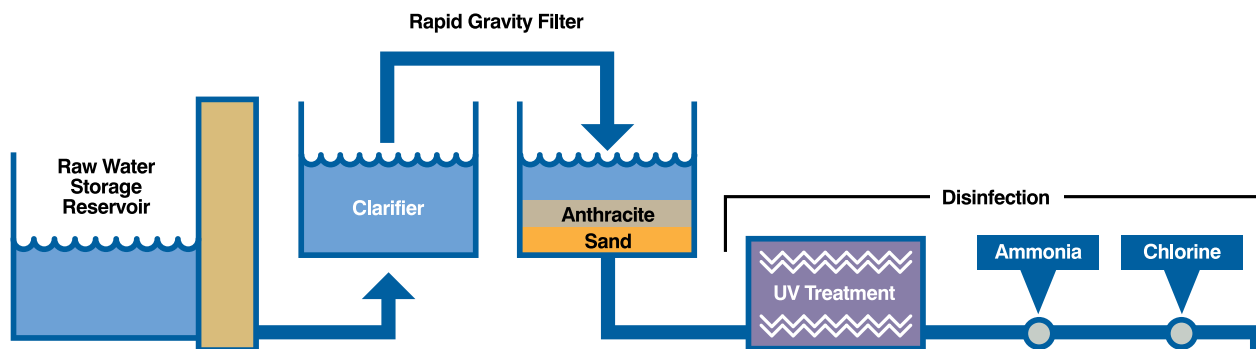 Rapid Gravity Filter
Raw Water
Storage
Reservoir
Clarifier
Anthracite
Sand
Disinfection
UV Treatment
Ammonia
Chlorine